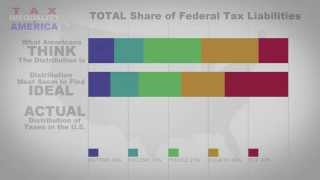 TAX
INEQUALITY
AMERICA
TOTAL Share of Federal Tax Liabilities
What Americans
THINK
The Distribution Is
Distribution
Most Seem to Find
IDEAL
ACTUAL
Distribution of
Taxes in the U.S.